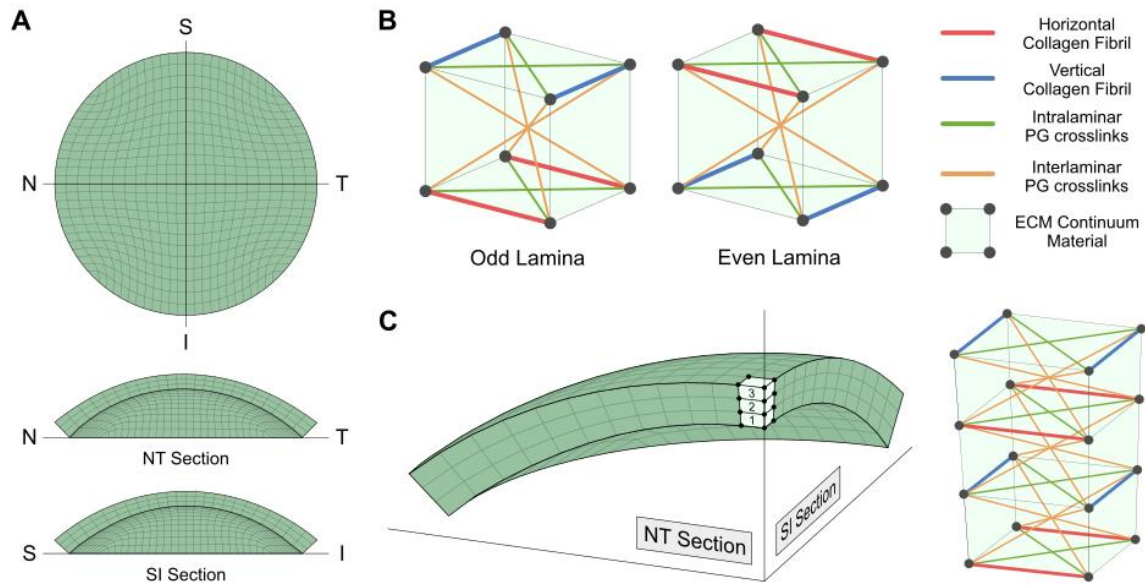 A
S
N
T
I
N
T
NT Section
S
I
SI Section
B
Odd Lamina
Even Lamina
Horizontal
Collagen Fibril
Vertical
Collagen Fibril
Intralaminar
PG crosslinks
Interlaminar
PG crosslinks
ECM Continuum
Material
C
3
2
1
NT Section
SI Section